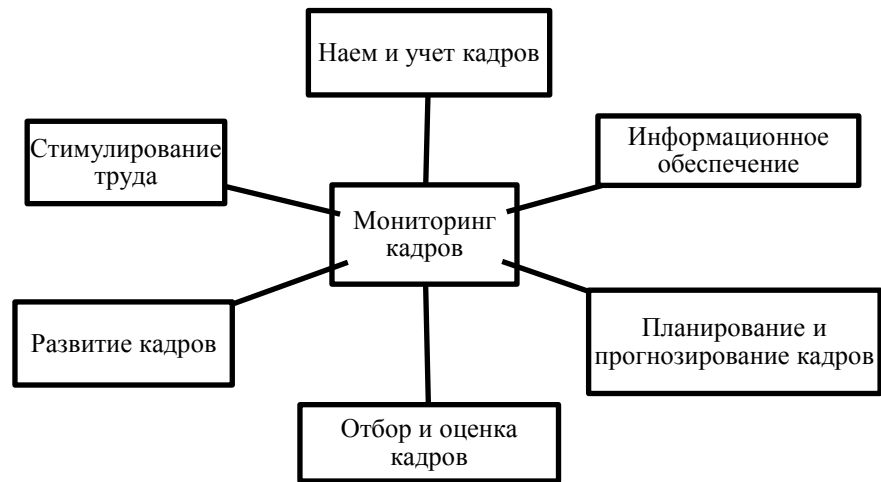 Наем и учет кадров
Стимулирование
труда
Информационное
обеспечение
Мониторинг
кадров
Развитие кадров
Планирование и
прогнозирование кадров
Отбор и оценка
кадров